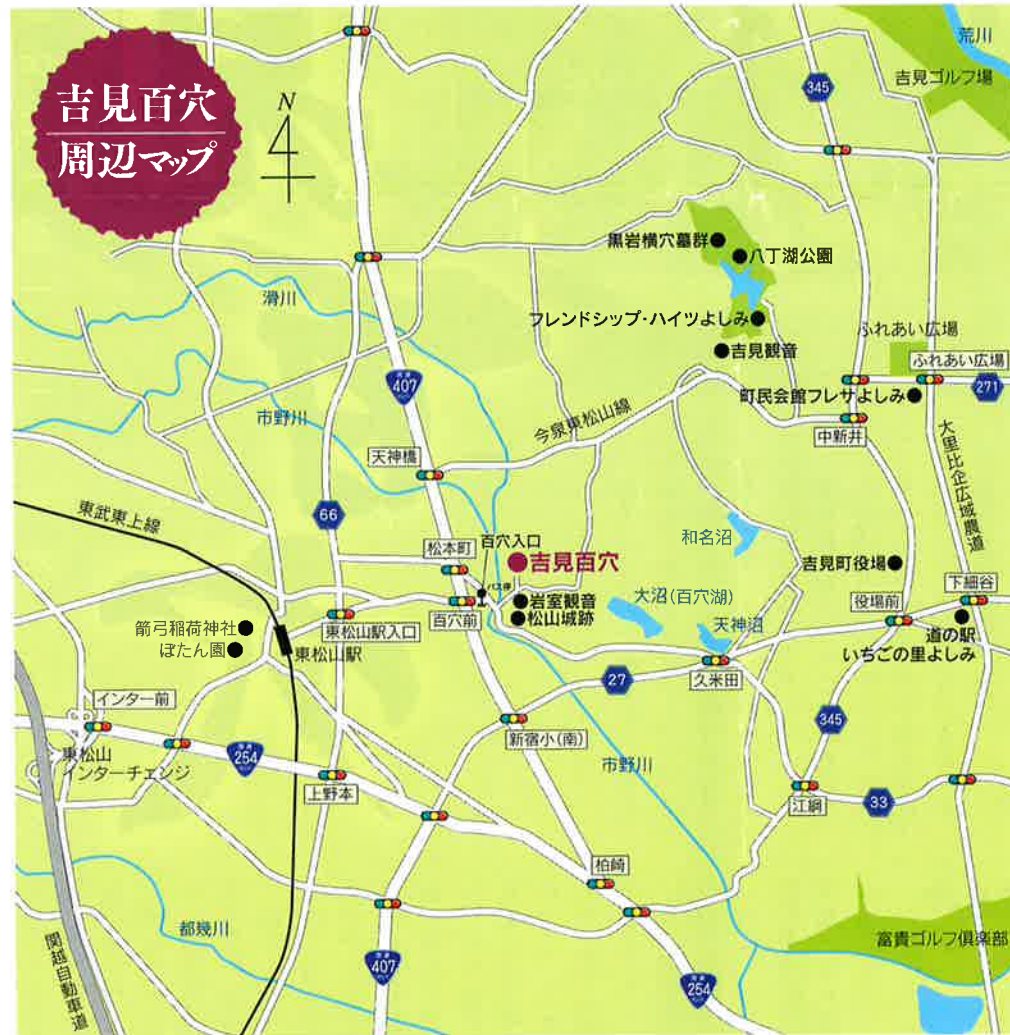 吉見百穴
周辺マップ
N
荒川
吉見ゴルフ場
345
黒岩横穴墓群
八丁湖公園
滑川
フレンドシップ・ハイツよしみ
吉見観音
ふれあい広場
ふれあい広場
国道
407
271
町民会館フレサよしみ
市野川
今泉東松山線
中新井
天神橋
大里比企広域農道
東武東上線
66
松本町
百穴入口
バス停
吉見百穴
和名沼
吉見町役場
下細谷
岩室観音
松山城跡
大沼(百穴湖)
天神沼
役場前
百穴前
東松山駅入口
箭弓稲荷神社
ぼたん園
東松山駅
道の駅
いちごの里よしみ
久米田
27
インター前
345
新宿小(南)
東松山
インターチェンジ
国道
254
市野川
上野本
江綱
33
柏崎
都幾川
富貴ゴルフ倶楽部
関越自動車道
国道
407
国道
254